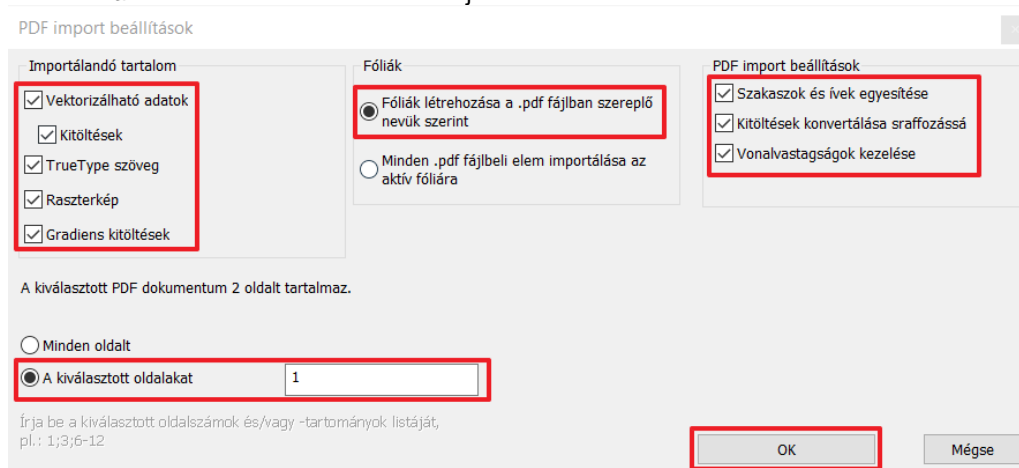 PDF import beállítások
Importálandó tartalom
Vektorizálható adatok
Kitöltések
TrueType szöveg
Raszterkép
Gradiens kitöltések
Fóliák
Fóliák létrehozása a .pdf fájlban szereplő
nevük szerint
Minden .pdf fájlbeli elem importálása az
aktív fóliára
PDF import beállítások
Szakaszok és ívek egyesítése
Kitöltések konvertálása sraffozássá
Vonalvastagságok kezelése
A kiválasztott PDF dokumentum 2 oldalt tartalmaz.
Minden oldalt
A kiválasztott oldalakat 1
Írja be a kiválasztott oldalszámok és/vagy -tartományok listáját,
pl.: 1;3;6-12
OK Mégse